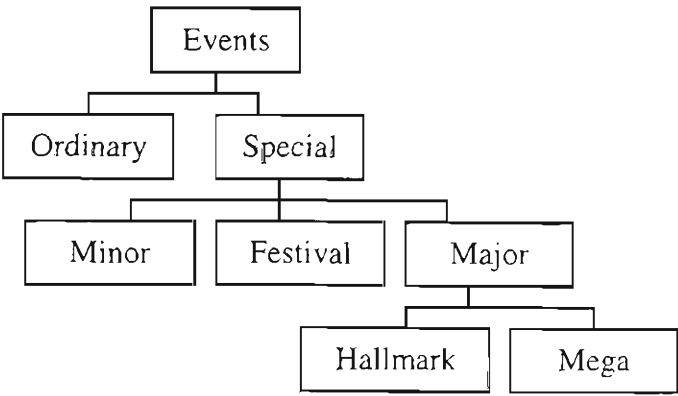 Events
Ordinary
Special
Minor
Festival
Major
Hallmark
Mega